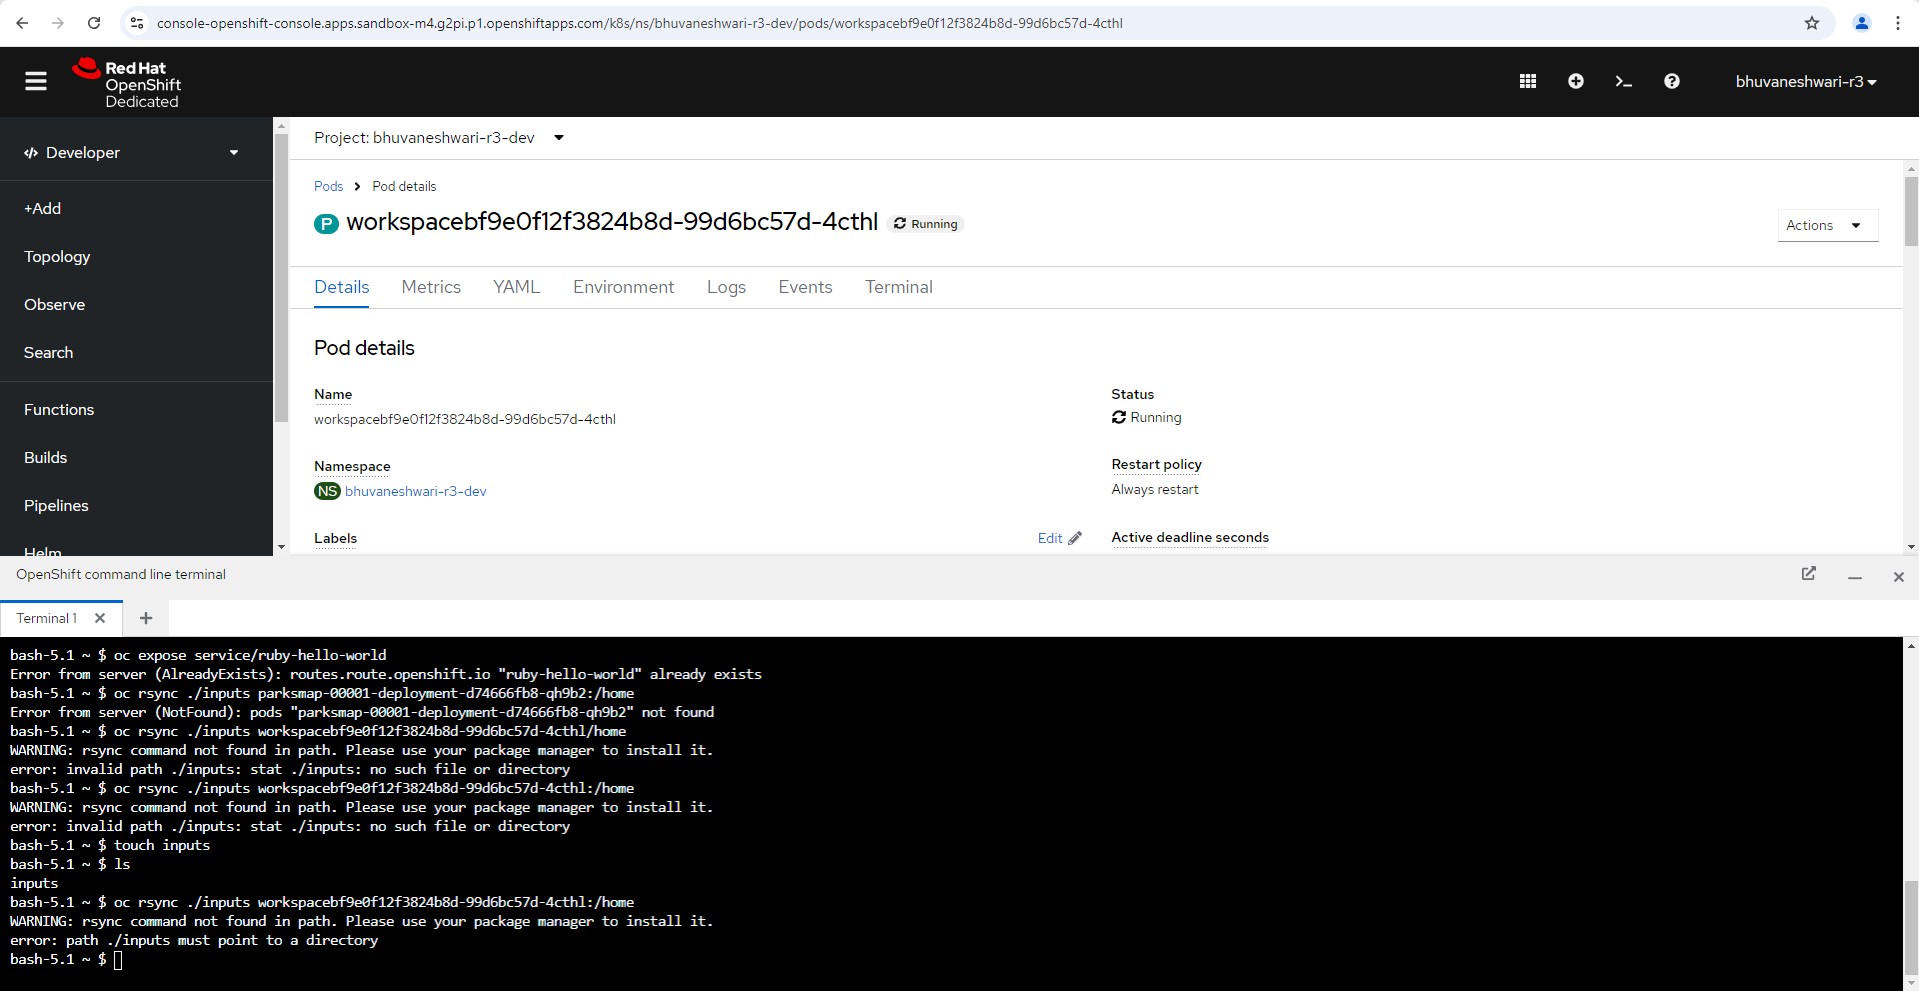 console-openshift-console.apps.sandbox-m4.g2pi.p1.openshiftapps.com/k8s/ns/bhuvaneshwari-r3-dev/pods/workspacebf9e0f12f3824b8d-99d6bc57d-4cthl
Red Hat
OpenShift
Dedicated
bhuvaneshwari-r3
Developer
+Add
Topology
Observe
Search
Functions
Builds
Pipelines
Helm
Project: bhuvaneshwari-r3-dev
Pods > Pod details
P workspacebf9e0f12f3824b8d-99d6bc57d-4cthl Running
Actions
Details Metrics YAML Environment Logs Events Terminal
Pod details
Name
workspacebf9e0f12f3824b8d-99d6bc57d-4cthl
Status
Running
Namespace
NS bhuvaneshwari-r3-dev
Restart policy
Always restart
Labels
Edit
Active deadline seconds
OpenShift command line terminal
Terminal 1
bash-5.1 ~ $ oc expose service/ruby-hello-world
Error from server (AlreadyExists): routes.route.openshift.io "ruby-hello-world" already exists
bash-5.1 ~ $ oc rsync ./inputs parksmap-00001-deployment-d74666fb8-qh9b2:/home
Error from server (NotFound): pods "parksmap-00001-deployment-d74666fb8-qh9b2" not found
bash-5.1 ~ $ oc rsync ./inputs workspacebf9e0f12f3824b8d-99d6bc57d-4cthl/home
WARNING: rsync command not found in path. Please use your package manager to install it.
error: invalid path ./inputs: stat ./inputs: no such file or directory
bash-5.1 ~ $ oc rsync ./inputs workspacebf9e0f12f3824b8d-99d6bc57d-4cthl:/home
WARNING: rsync command not found in path. Please use your package manager to install it.
error: invalid path ./inputs: stat ./inputs: no such file or directory
bash-5.1 ~ $ touch inputs
bash-5.1 ~ $ ls
inputs
bash-5.1 ~ $ oc rsync ./inputs workspacebf9e0f12f3824b8d-99d6bc57d-4cthl:/home
WARNING: rsync command not found in path. Please use your package manager to install it.
error: path ./inputs must point to a directory
bash-5.1 ~ $